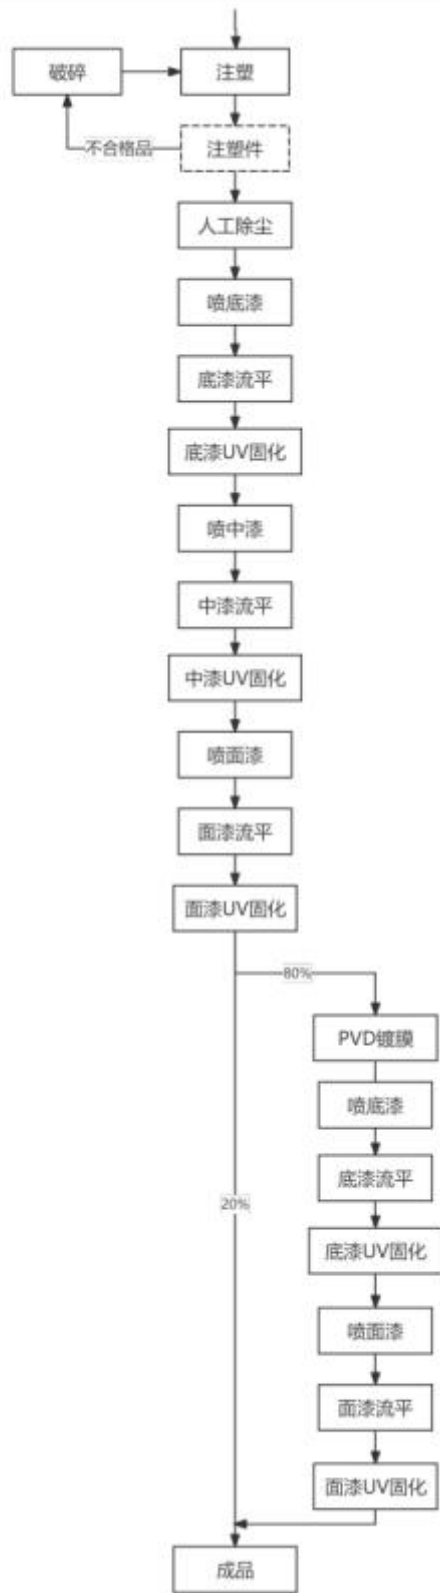 破碎
注塑
不合格品
注塑件
人工除尘
喷底漆
底漆流平
底漆UV固化
喷中漆
中漆流平
中漆UV固化
喷面漆
面漆流平
面漆UV固化
80%
PVD镀膜
喷底漆
底漆流平
20%
底漆UV固化
喷面漆
面漆流平
面漆UV固化
成品